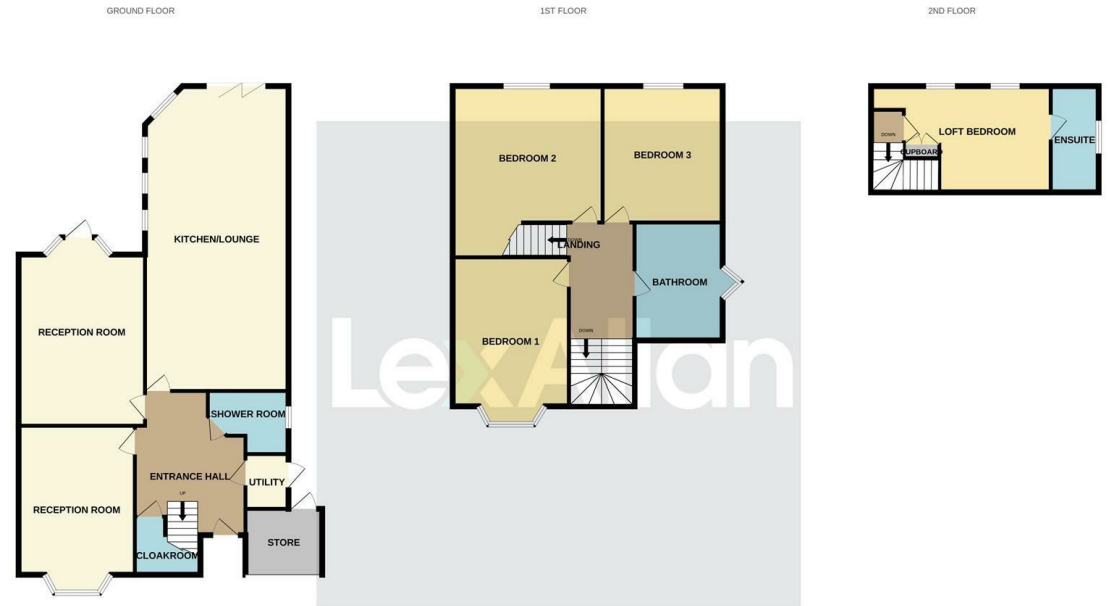 GROUND FLOOR
1ST FLOOR
2ND FLOOR
KITCHEN/LOUNGE
RECEPTION ROOM
SHOWER ROOM
ENTRANCE HALL
UP
UTILITY
RECEPTION ROOM
STORE
CLOAKROOM
BEDROOM 2
BEDROOM 3
DOWN
LANDING
BATHROOM
BEDROOM 1
DOWN
LexAllan
LOFT BEDROOM
DOWN
CUPBOARD
ENSUITE